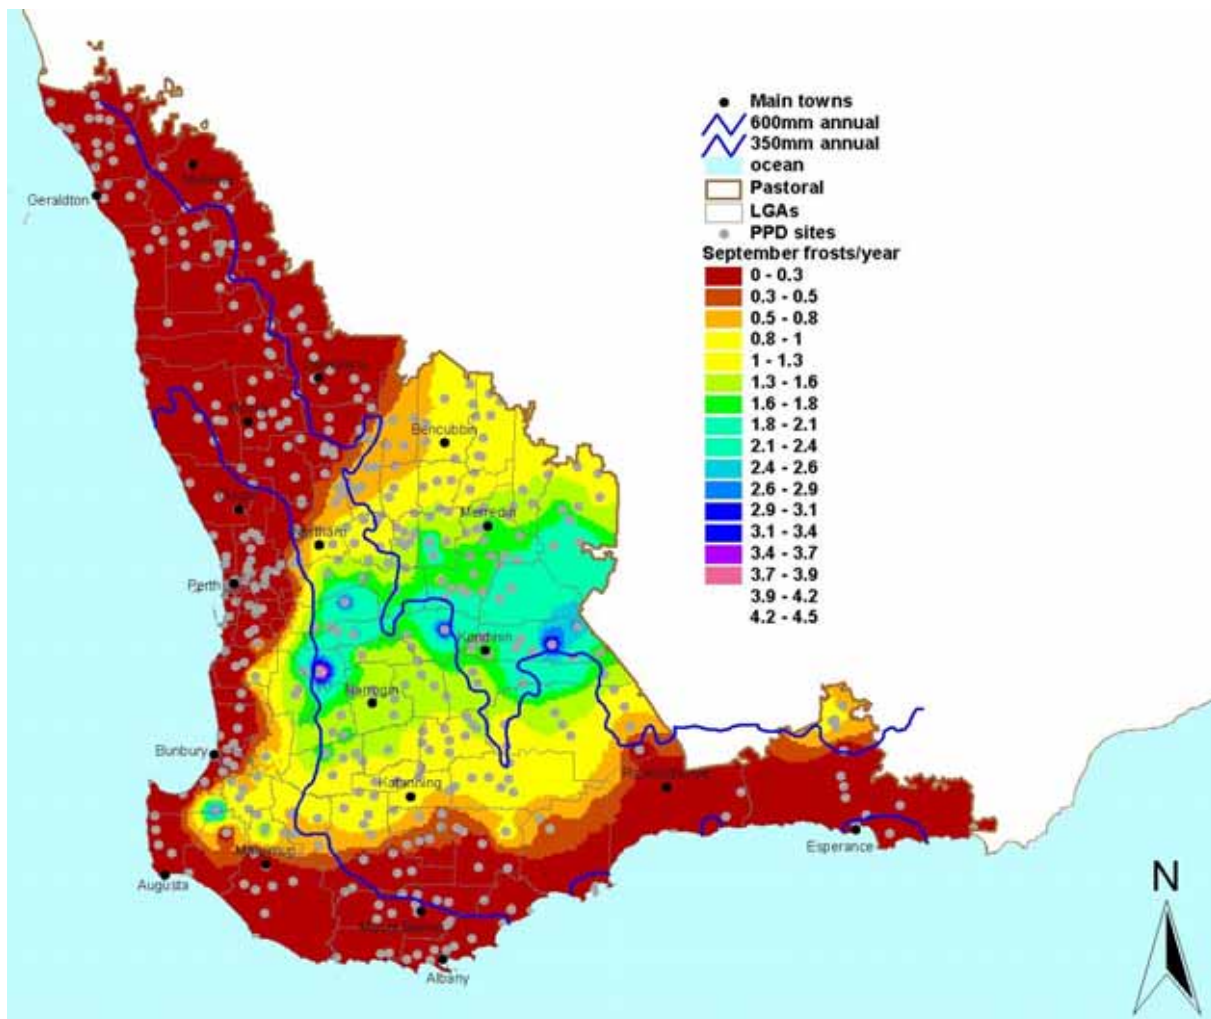 Main towns
600mm annual
350mm annual
ocean
Pastoral
LGAs
PPD sites
September frosts/year
0 - 0.3
0.3 - 0.5
0.5 - 0.8
0.8 - 1
1 - 1.3
1.3 - 1.6
1.6 - 1.8
1.8 - 2.1
2.1 - 2.4
2.4 - 2.6
2.6 - 2.9
2.9 - 3.1
3.1 - 3.4
3.4 - 3.7
3.7 - 3.9
3.9 - 4.2
4.2 - 4.5
Geraldton
Bencubbin
Merredin
Perth
Kondinin
Narrogin
Bunbury
Katanning
Esperance
Augusta
Albany
N